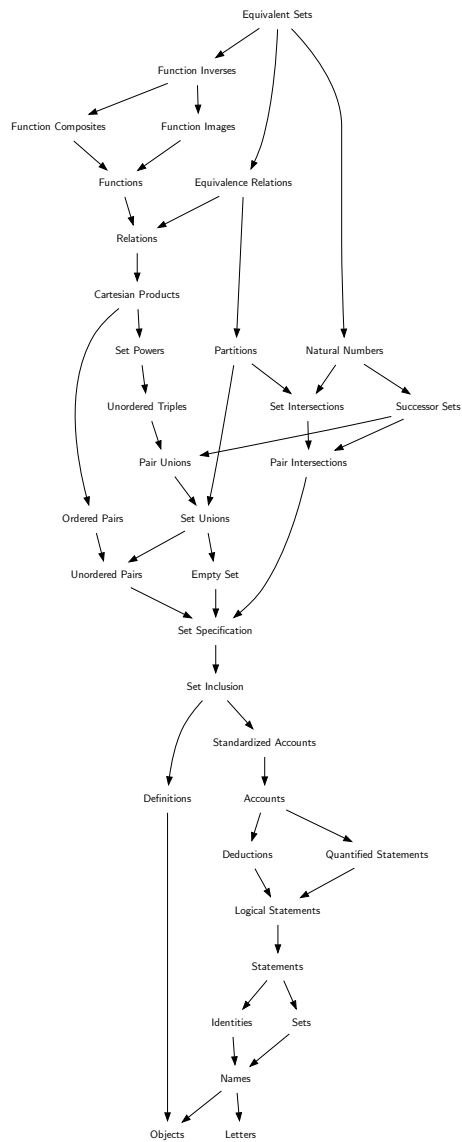 Equivalent Sets
Function Inverses
Function Composites
Function Images
Functions
Equivalence Relations
Relations
Cartesian Products
Set Powers
Partitions
Natural Numbers
Unordered Triples
Set Intersections
Successor Sets
Pair Unions
Pair Intersections
Ordered Pairs
Set Unions
Unordered Pairs
Empty Set
Set Specification
Set Inclusion
Standardized Accounts
Definitions
Accounts
Deductions
Quantified Statements
Logical Statements
Statements
Identities
Sets
Names
Objects
Letters